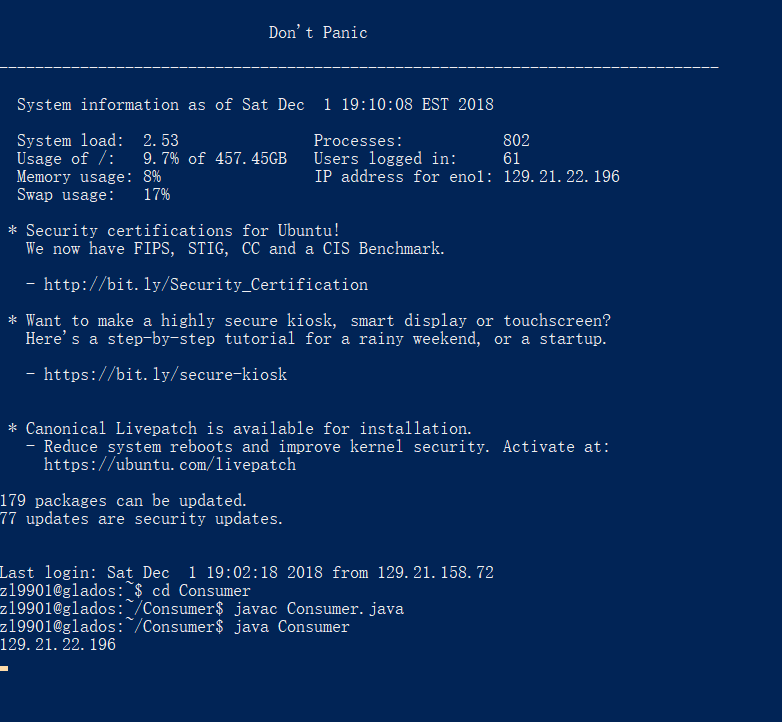 Don't Panic
--------------------------------------------------------------------------------
System information as of Sat Dec  1 19:10:08 EST 2018
System load:  2.53               Processes:           802
Usage of /:   9.7% of 457.45GB   Users logged in:     61
Memory usage: 8%                 IP address for eno1: 129.21.22.196
Swap usage:   17%
* Security certifications for Ubuntu!
We now have FIPS, STIG, CC and a CIS Benchmark.
- http://bit.ly/Security_Certification
* Want to make a highly secure kiosk, smart display or touchscreen?
Here's a step-by-step tutorial for a rainy weekend, or a startup.
- https://bit.ly/secure-kiosk
* Canonical Livepatch is available for installation.
- Reduce system reboots and improve kernel security. Activate at:
https://ubuntu.com/livepatch
179 packages can be updated.
77 updates are security updates.
Last login: Sat Dec  1 19:02:18 2018 from 129.21.158.72
zl9901@glados:~$ cd Consumer
zl9901@glados:~/Consumer$ javac Consumer.java
zl9901@glados:~/Consumer$ java Consumer
129.21.22.196